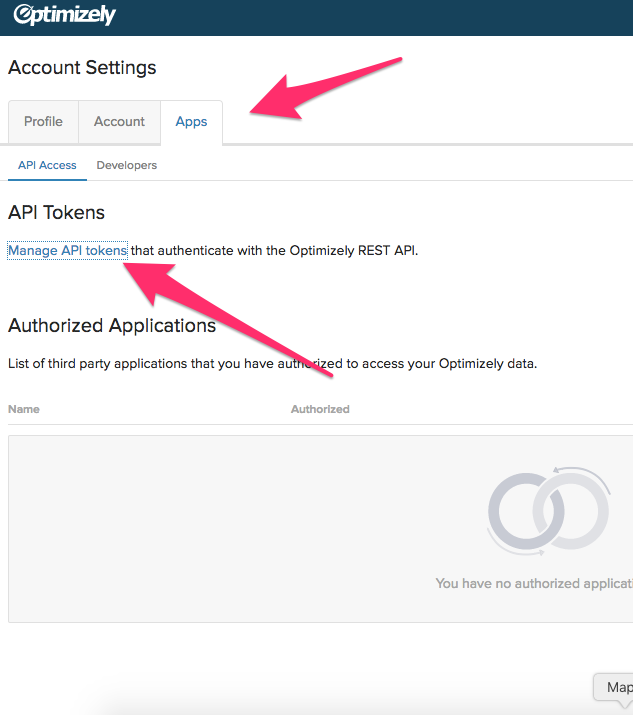 Optimizely
Account Settings
Profile Account Apps
API Access Developers
API Tokens
Manage API tokens that authenticate with the Optimizely REST API.
Authorized Applications
List of third party applications that you have authorized to access your Optimizely data.
Name Authorized
You have no authorized applicati
Map